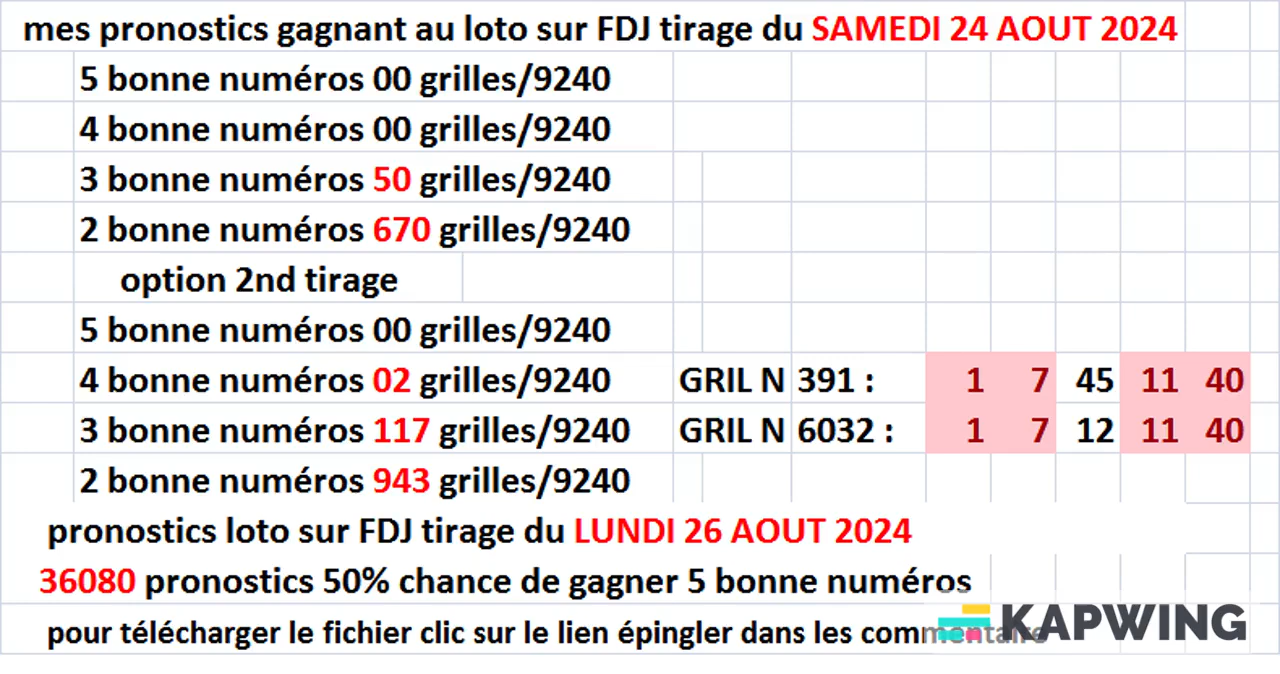 mes pronostics gagnant au loto sur FDJ tirage du SAMEDI 24 AOUT 2024
5 bonne numéros 00 grilles/9240
4 bonne numéros 00 grilles/9240
3 bonne numéros 50 grilles/9240
2 bonne numéros 670 grilles/9240
option 2nd tirage
5 bonne numéros 00 grilles/9240
4 bonne numéros 02 grilles/9240 GRIL N 391 : 1 7 45 11 40
3 bonne numéros 117 grilles/9240 GRIL N 6032 : 1 7 12 11 40
2 bonne numéros 943 grilles/9240
pronostics loto sur FDJ tirage du LUNDI 26 AOUT 2024
36080 pronostics 50% chance de gagner 5 bonne numéros
pour télécharger le fichier clic sur le lien épingler dans les commentaire
KAPWING